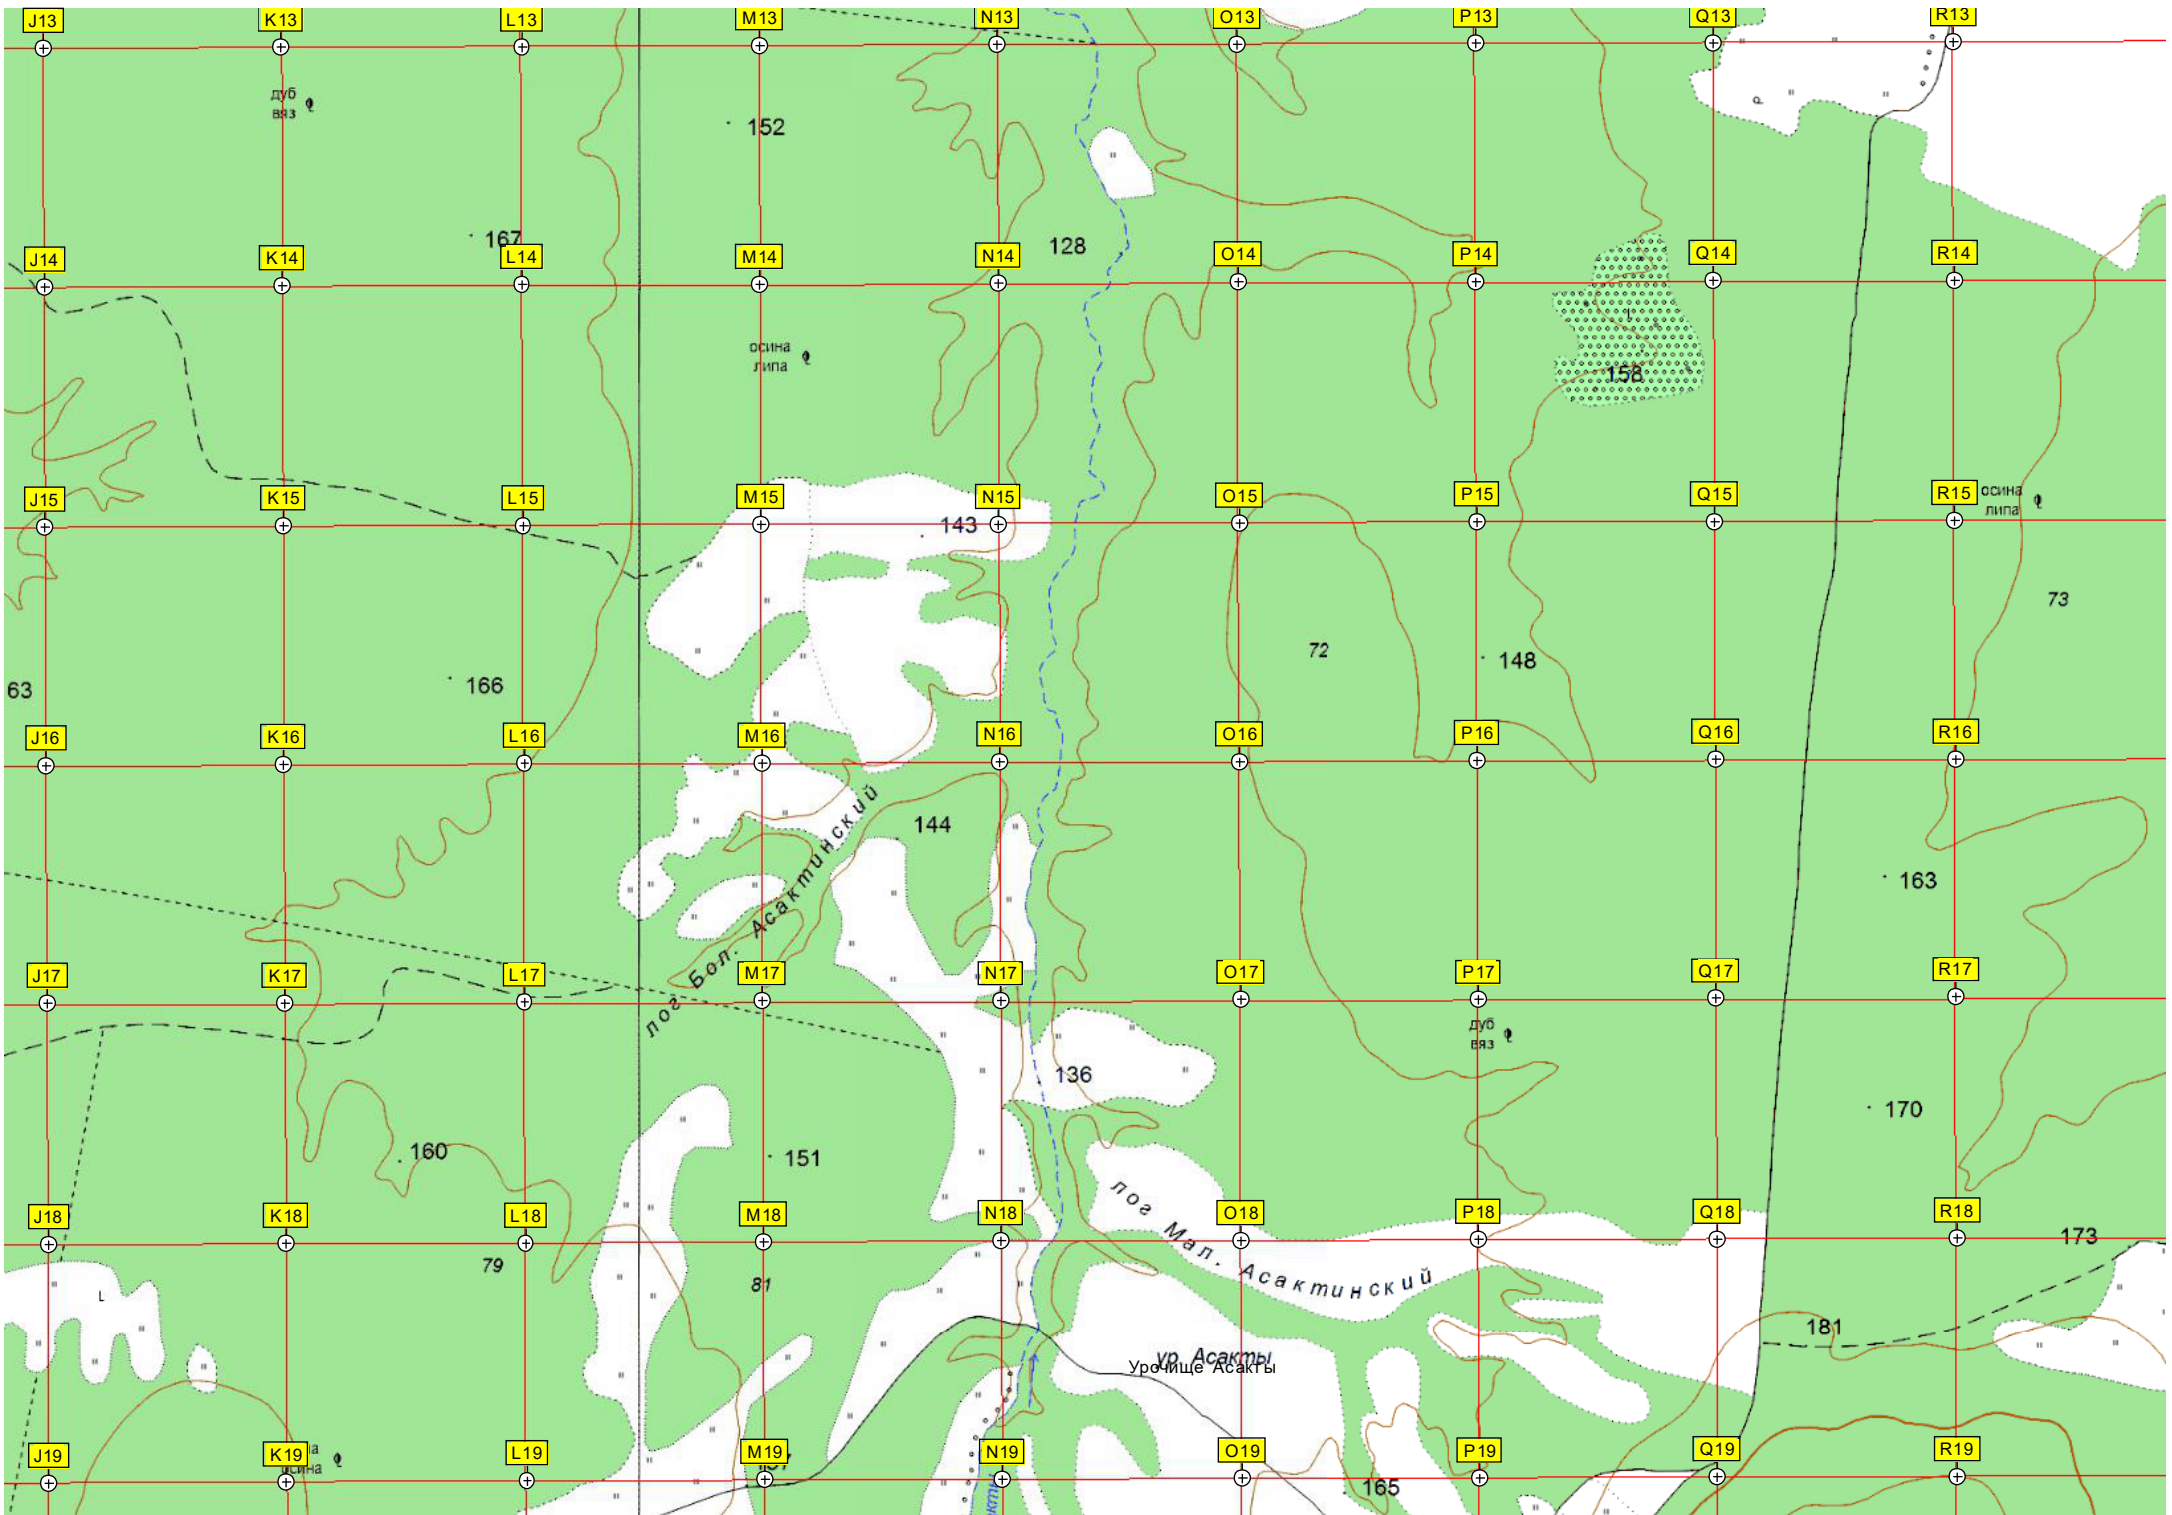 J13 K13 L13 M13 N13 O13 P13 Q13 R13
дуб
вяз
152
167
128
J14 K14 L14 M14 N14 O14 P14 Q14 R14
осина
липа
158
J15 K15 L15 M15 N15 O15 P15 Q15 R15
осина
липа
143
73
72
148
63
166
J16 K16 L16 M16 N16 O16 P16 Q16 R16
144
лог Бол. Асактинский
163
J17 K17 L17 M17 N17 O17 P17 Q17 R17
дуб
вяз
136
170
160
151
лог Мал. Асактинский
J18 K18 L18 M18 N18 O18 P18 Q18 R18
173
79
81
181
ур. Асакты
Урочище Асакты
J19 K19 L19 M19 N19 O19 P19 Q19 R19
165